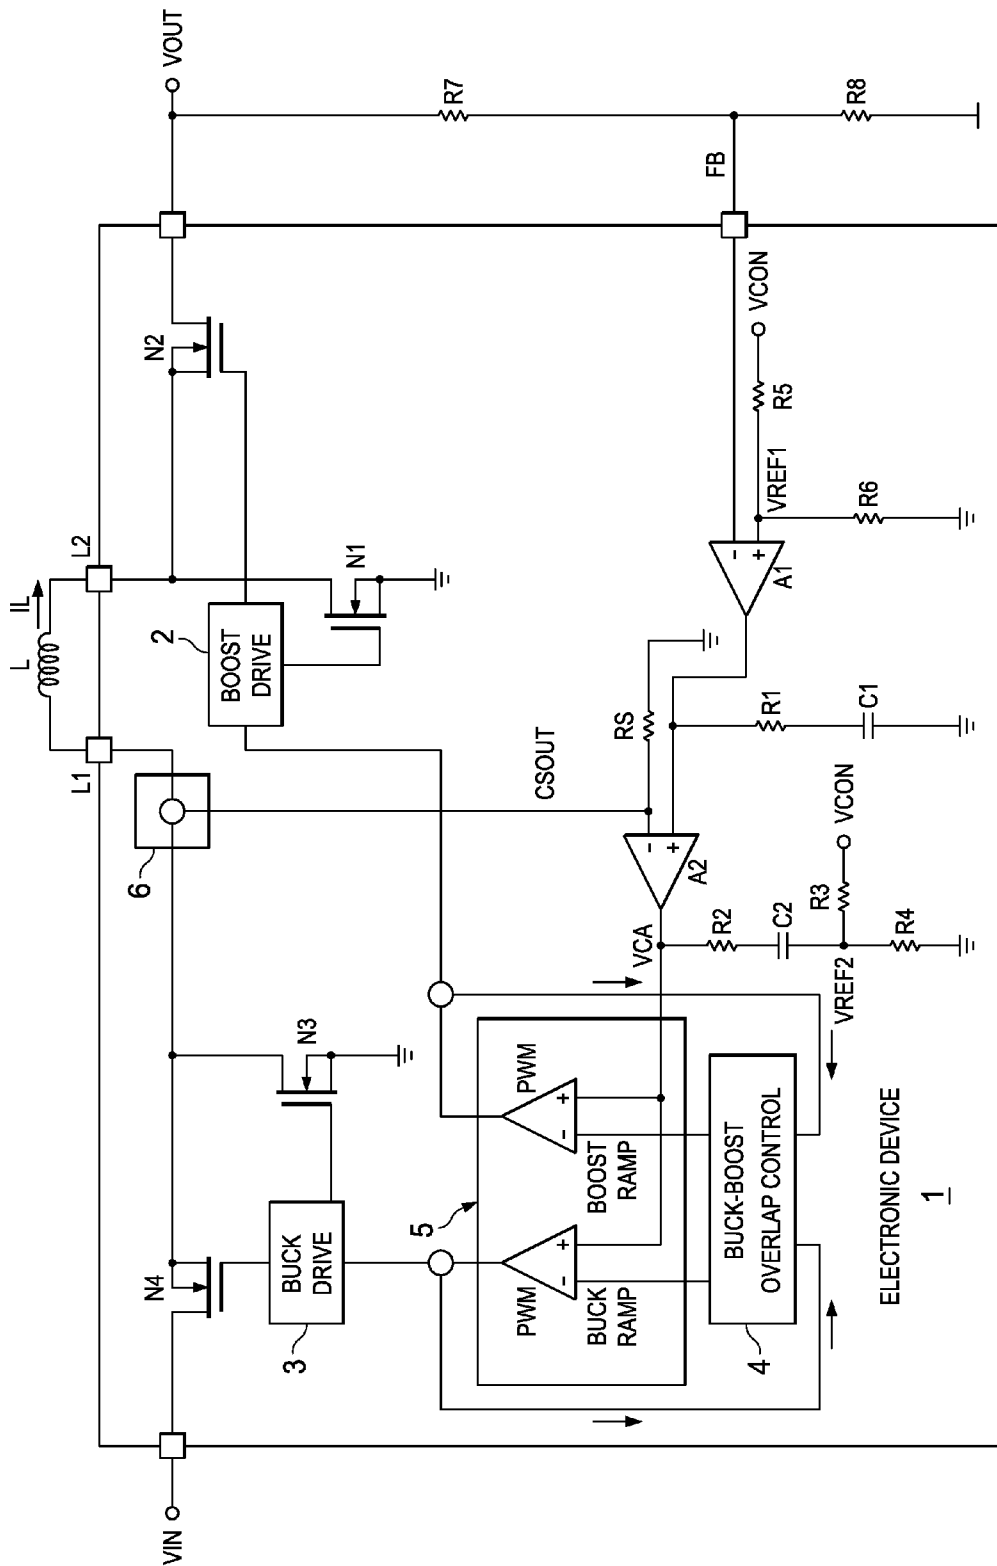 L
IL
L1
L2
VIN
VOUT
N4
6
N2
2
BOOST
DRIVE
N1
N3
3
BUCK
DRIVE
R7
CSOUT
RS
FB
5
PWM
PWM
BUCK
RAMP
BOOST
RAMP
VCA
A2
A1
VREF1
R5
VCON
R6
R8
4
BUCK-BOOST
OVERLAP CONTROL
R2
C2
R1
C1
R3
VCON
VREF2
R4
ELECTRONIC DEVICE
1
-
+
-
+
-
+
-
+